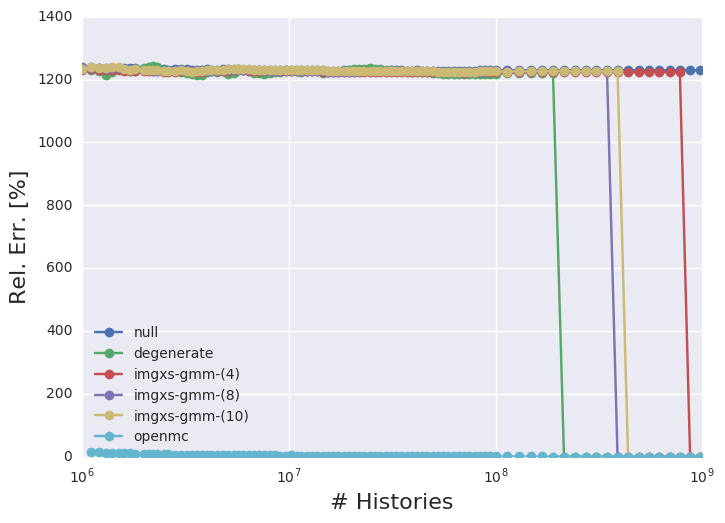 1400
1200
1000
800
600
400
200
0
Rel. Err. [%]
null
degenerate
imgxs-gmm-(4)
imgxs-gmm-(8)
imgxs-gmm-(10)
openmc
10^6 10^7 10^8 10^9
# Histories